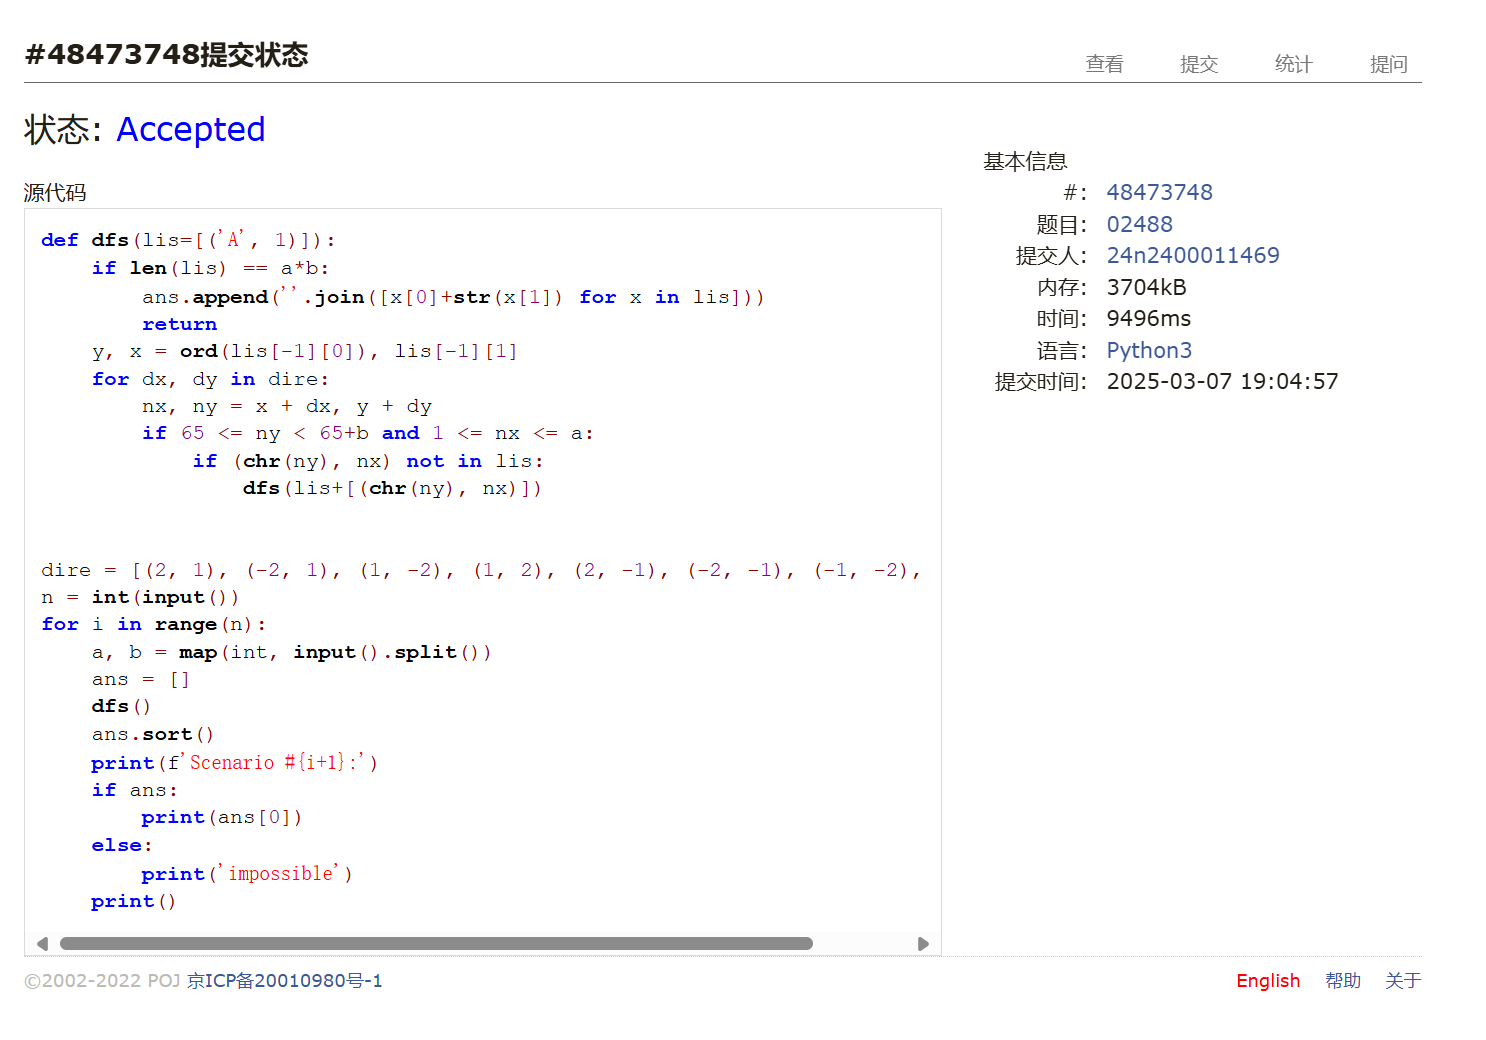 #48473748提交状态
查看 提交 统计 提问
状态: Accepted
源代码
def dfs(lis=[('A', 1)]):
    if len(lis) == a*b:
        ans.append(''.join([x[0]+str(x[1]) for x in lis]))
        return
    y, x = ord(lis[-1][0]), lis[-1][1]
    for dx, dy in dire:
        nx, ny = x + dx, y + dy
        if 65 <= ny < 65+b and 1 <= nx <= a:
            if (chr(ny), nx) not in lis:
                dfs(lis+[(chr(ny), nx)])
dire = [(2, 1), (-2, 1), (1, -2), (1, 2), (2, -1), (-2, -1), (-1, -2),
n = int(input())
for i in range(n):
    a, b = map(int, input().split())
    ans = []
    dfs()
    ans.sort()
    print(f'Scenario #{i+1}:')
    if ans:
        print(ans[0])
    else:
        print('impossible')
    print()
基本信息
#: 48473748
题目: 02488
提交人: 24n2400011469
内存: 3704kB
时间: 9496ms
语言: Python3
提交时间: 2025-03-07 19:04:57
©2002-2022 POJ 京ICP备20010980号-1
English 帮助 关于